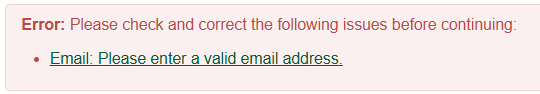 Error: Please check and correct the following issues before continuing:
Email: Please enter a valid email address.